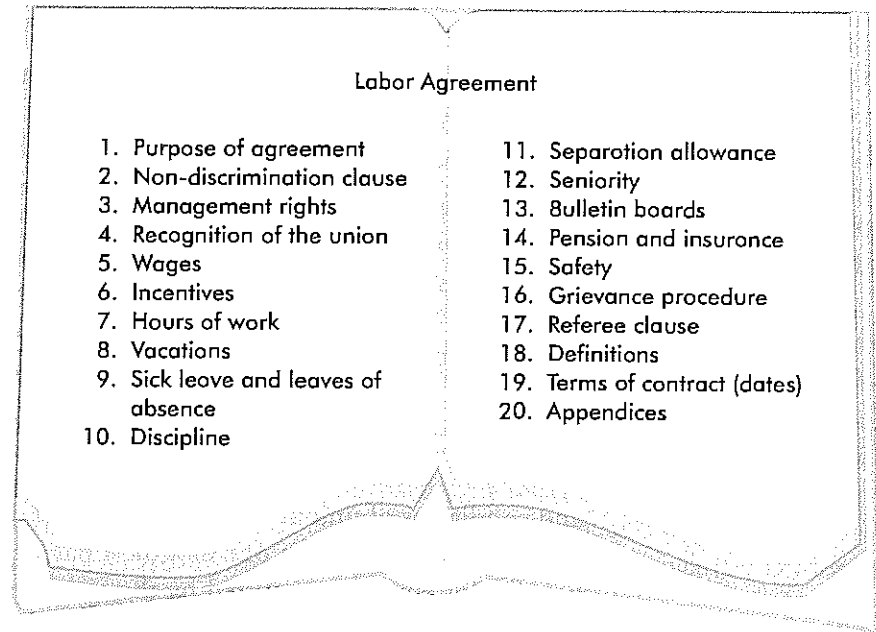 Labor Agreement
1. Purpose of agreement
2. Non-discrimination clause
3. Management rights
4. Recognition of the union
5. Wages
6. Incentives
7. Hours of work
8. Vacations
9. Sick leove and leaves of
absence
10. Discipline
11. Separotion allowance
12. Seniority
13. 8ulletin boards
14. Pension and insuronce
15. Sofety
16. Grievance procedure
17. Referee clause
18. Definitions
19. Terms of contract (dates)
20. Appendices